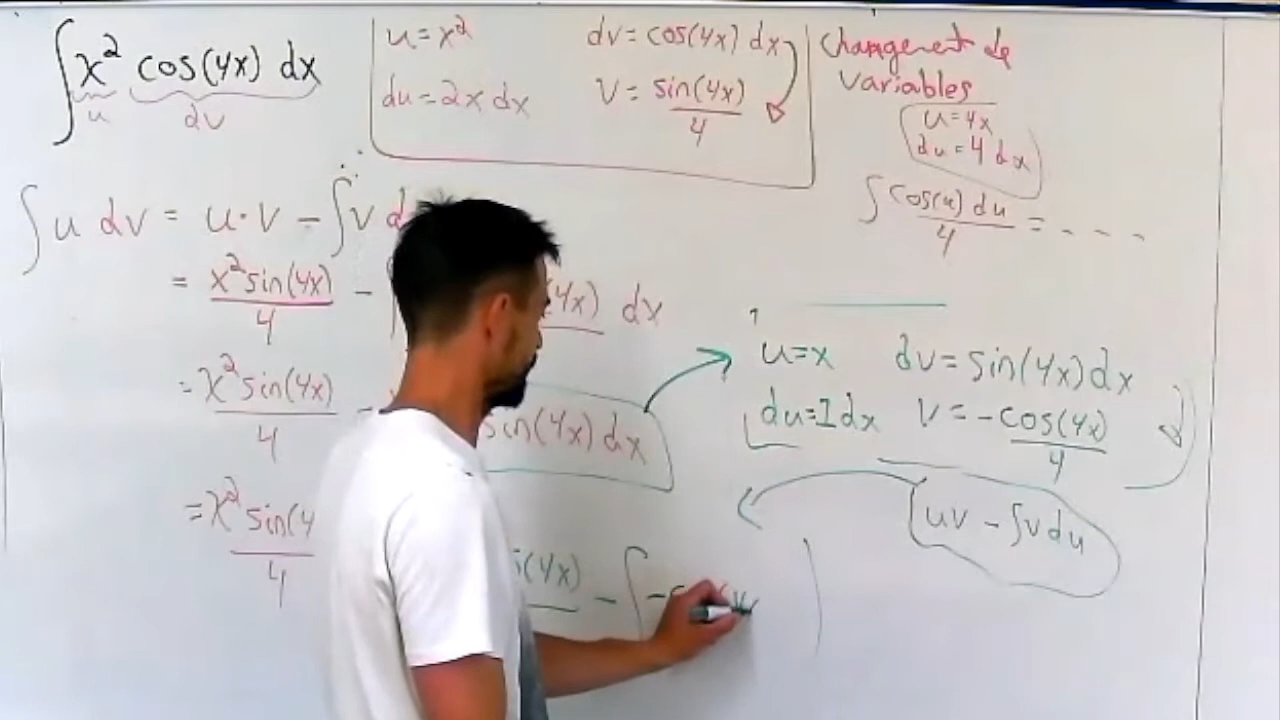 ∫ x² cos(4x) dx
u dv
u = x² dv = cos(4x) dx
du = 2x dx v = sin(4x)/4
Changement de
variables
u = 4x
du = 4 dx
∫ cos(u) du/4 = - - - -
∫ u dv = u · v - ∫ v d
= x² sin(4x)/4 - ∫ (4x) dx
= x² sin(4x)/4 - sin(4x) dx
u = x dv = sin(4x) dx
du = 1 dx v = -cos(4x)/4
uv - ∫ v du
= x² sin(4/4 (4x) - ∫ -